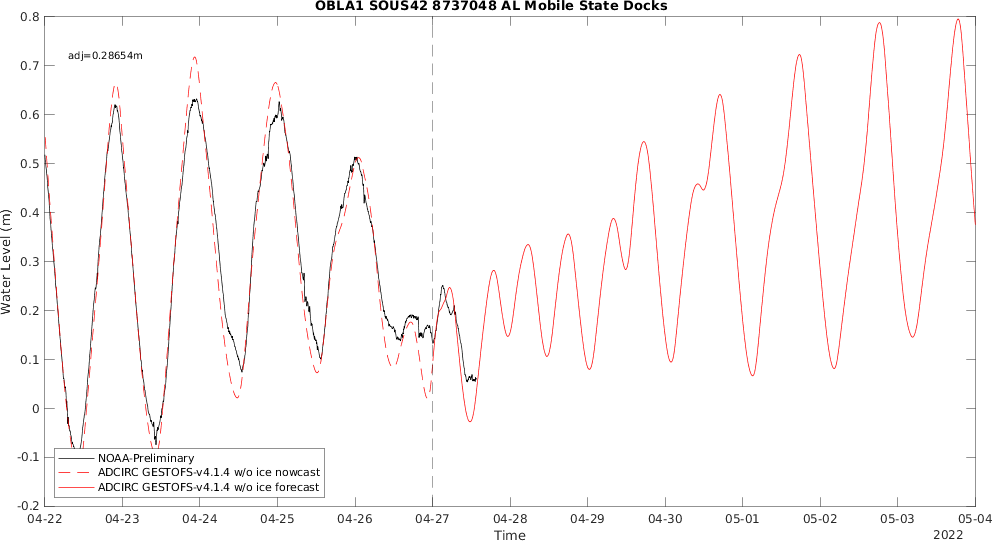 OBLA1 SOUS42 8737048 AL Mobile State Docks
adj=0.28654m
Water Level (m)
0.8
0.7
0.6
0.5
0.4
0.3
0.2
0.1
0
-0.1
-0.2
NOAA-Preliminary
ADCIRC GESTOFS-v4.1.4 w/o ice nowcast
ADCIRC GESTOFS-v4.1.4 w/o ice forecast
04-22 04-23 04-24 04-25 04-26 04-27 04-28 04-29 04-30 05-01 05-02 05-03 05-04
Time
2022